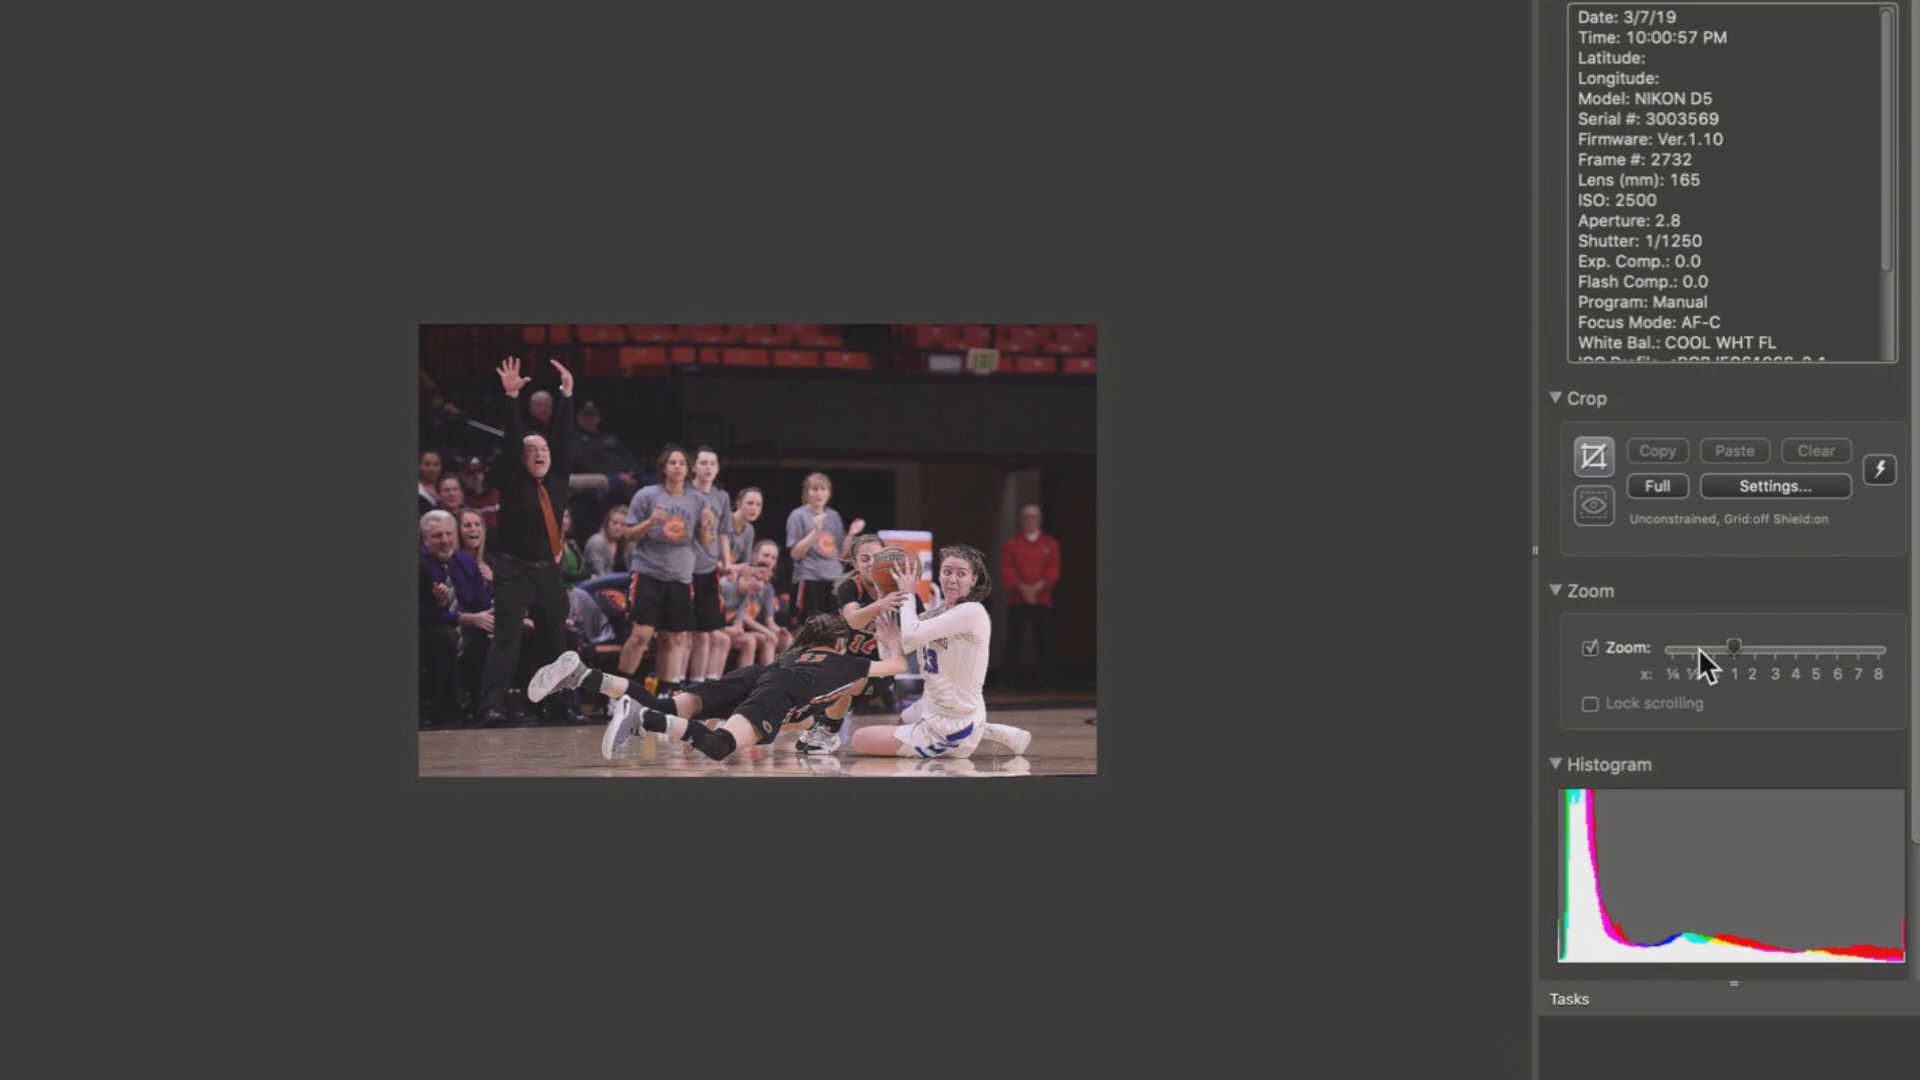 Date: 3/7/19
Time: 10:00:57 PM
Latitude:
Longitude:
Model: NIKON D5
Serial #: 3003569
Firmware: Ver.1.10
Frame #: 2732
Lens (mm): 165
ISO: 2500
Aperture: 2.8
Shutter: 1/1250
Exp. Comp.: 0.0
Flash Comp.: 0.0
Program: Manual
Focus Mode: AF-C
White Bal.: COOL WHT FL
Crop
Copy Paste Clear
Full Settings...
Unconstrained, Grid:off Shield:on
Zoom
Zoom:
x: ¼ 1 2 3 4 5 6 7 8
Lock scrolling
Histogram
Tasks